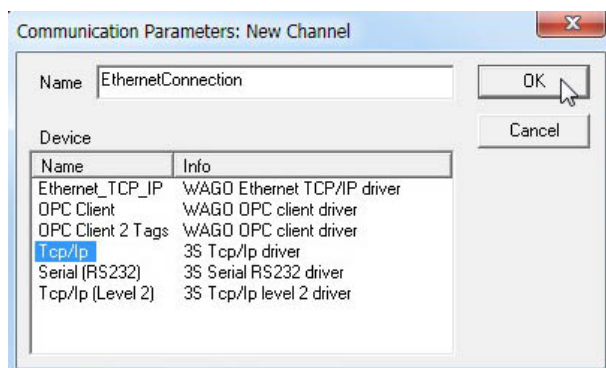 Communication Parameters: New Channel
Name EthernetConnection
OK
Cancel
Device
Name Info
Ethernet_TCP_IP WAGO Ethernet TCP/IP driver
OPC Client WAGO OPC client driver
OPC Client 2 Tags WAGO OPC client driver
Tcp/Ip 3S Tcp/Ip driver
Serial (RS232) 3S Serial RS232 driver
Tcp/Ip (Level 2) 3S Tcp/Ip level 2 driver